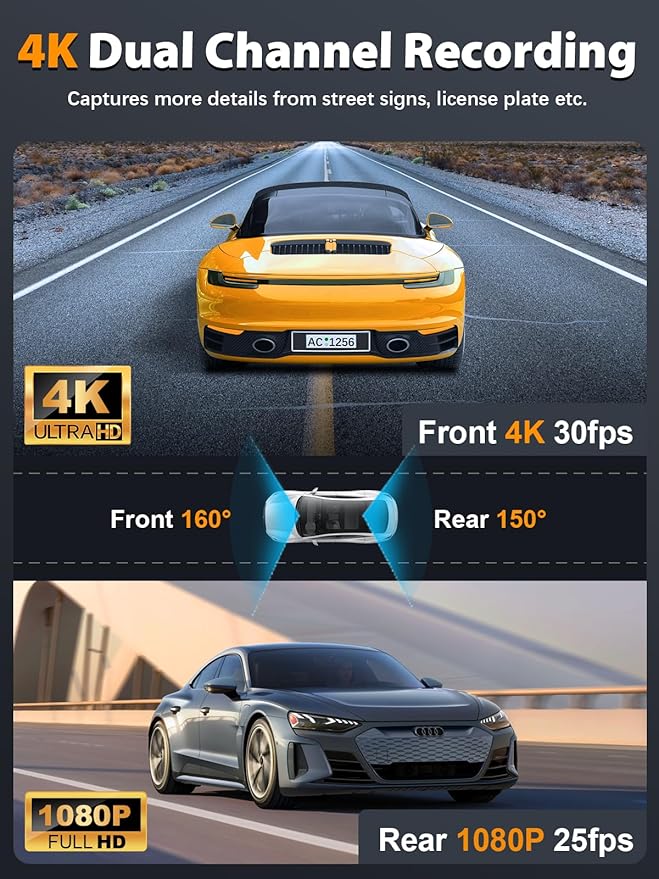 4K Dual Channel Recording
Captures more details from street signs, license plate etc.
AC 1256
4K
ULTRA HD
Front 4K 30fps
Front 160°
Rear 150°
1080P
FULL HD
Rear 1080P 25fps